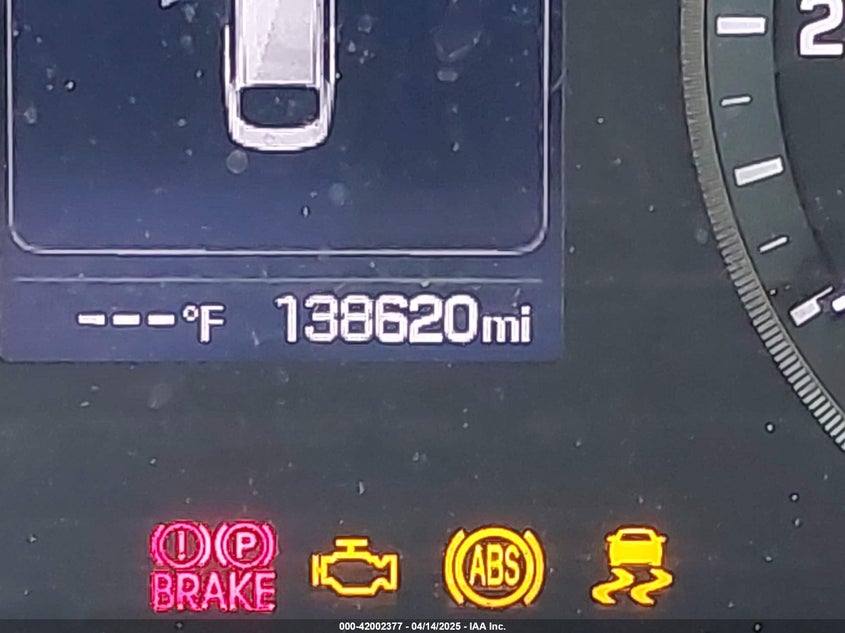 2
---°F 138620mi
(!) (P)
BRAKE
ABS
000-42002377 - 04/14/2025 - IAA Inc.